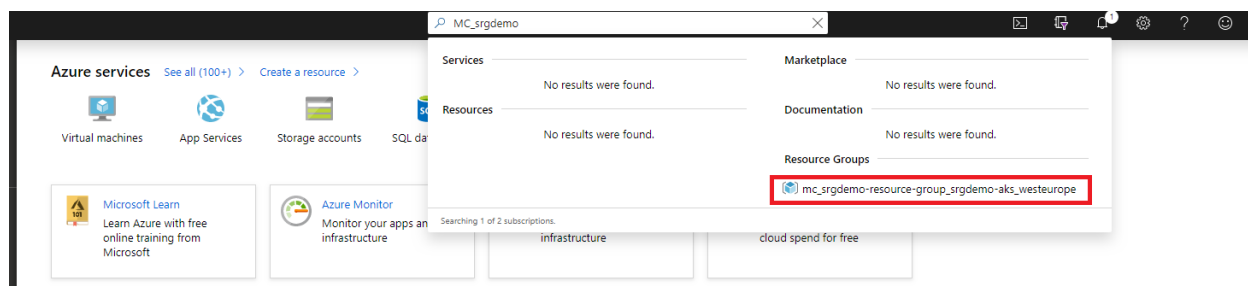 MC_srgdemo
1
Azure services See all (100+) > Create a resource >
Virtual machines
App Services
Storage accounts
SQL da
Services
No results were found.
Resources
No results were found.
Marketplace
No results were found.
Documentation
No results were found.
Resource Groups
mc_srgdemo-resource-group_srgdemo-aks_westeurope
Searching 1 of 2 subscriptions.
101
Microsoft Learn
Learn Azure with free
online training from
Microsoft
Azure Monitor
Monitor your apps an
infrastructure
infrastructure
cloud spend for free